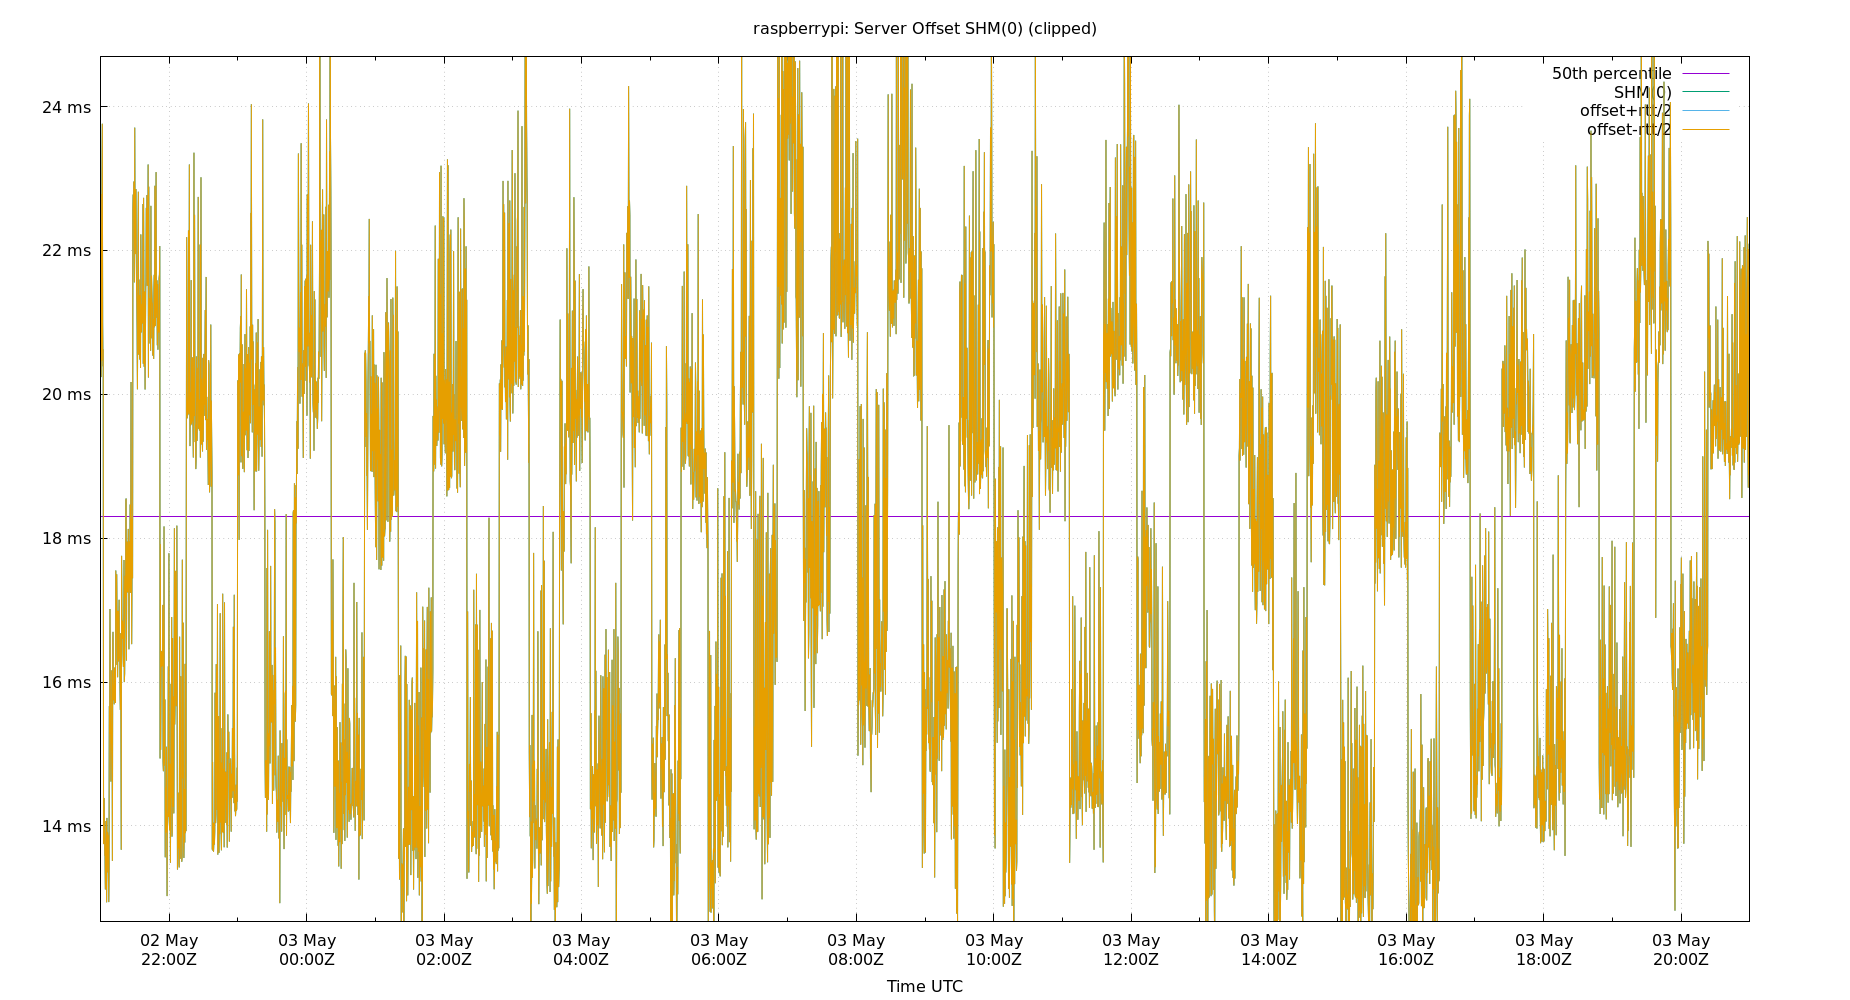 raspberrypi: Server Offset SHM(0) (clipped)
50th percentile
SHM(0)
offset+rtt/2
offset-rtt/2
24 ms
22 ms
20 ms
18 ms
16 ms
14 ms
02 May 03 May 03 May 03 May 03 May 03 May 03 May 03 May 03 May 03 May 03 May 03 May
22:00Z 00:00Z 02:00Z 04:00Z 06:00Z 08:00Z 10:00Z 12:00Z 14:00Z 16:00Z 18:00Z 20:00Z
Time UTC